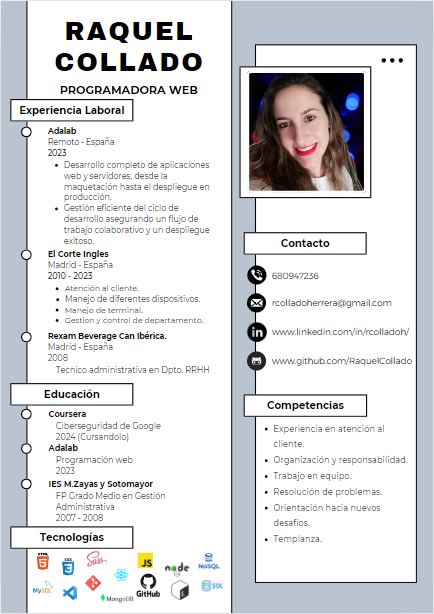 RAQUEL
COLLADO
PROGRAMADORA WEB
Experiencia Laboral
Adalab
Remoto - España
2023
Desarrollo completo de aplicaciones
web y servidores, desde la
maquetación hasta el despliegue en
producción.
Gestión eficiente del ciclo de
desarrollo asegurando un flujo de
trabajo colaborativo y un despliegue
exitoso.
El Corte Ingles
Madrid - España
2010 - 2023
Atención al cliente.
Manejo de diferentes dispositivos.
Manejo de terminal.
Gestion y control de departamento.
Rexam Beverage Can Ibérica.
Madrid - España
2008
Tecnico administrativa en Dpto. RRHH
Educación
Coursera
Ciberseguridad de Google
2024 (Cursandolo)
Adalab
Programación web
2023
IES M.Zayas y Sotomayor
FP Grado Medio en Gestión
Administrativa
2007 - 2008
Tecnologías
HTML
CSS
Sass
JS
node
NoSQL
MySQL
MongoDB
GitHub
SQL
Contacto
680947236
rcolladoherrera@gmail.com
www.linkedin.com/in/rcolladoh/
www.github.com/RaquelCollado
Competencias
Experiencia en atención al
cliente.
Organización y responsabilidad.
Trabajo en equipo.
Resolución de problemas.
Orientación hacia nuevos
desafíos.
Templanza.